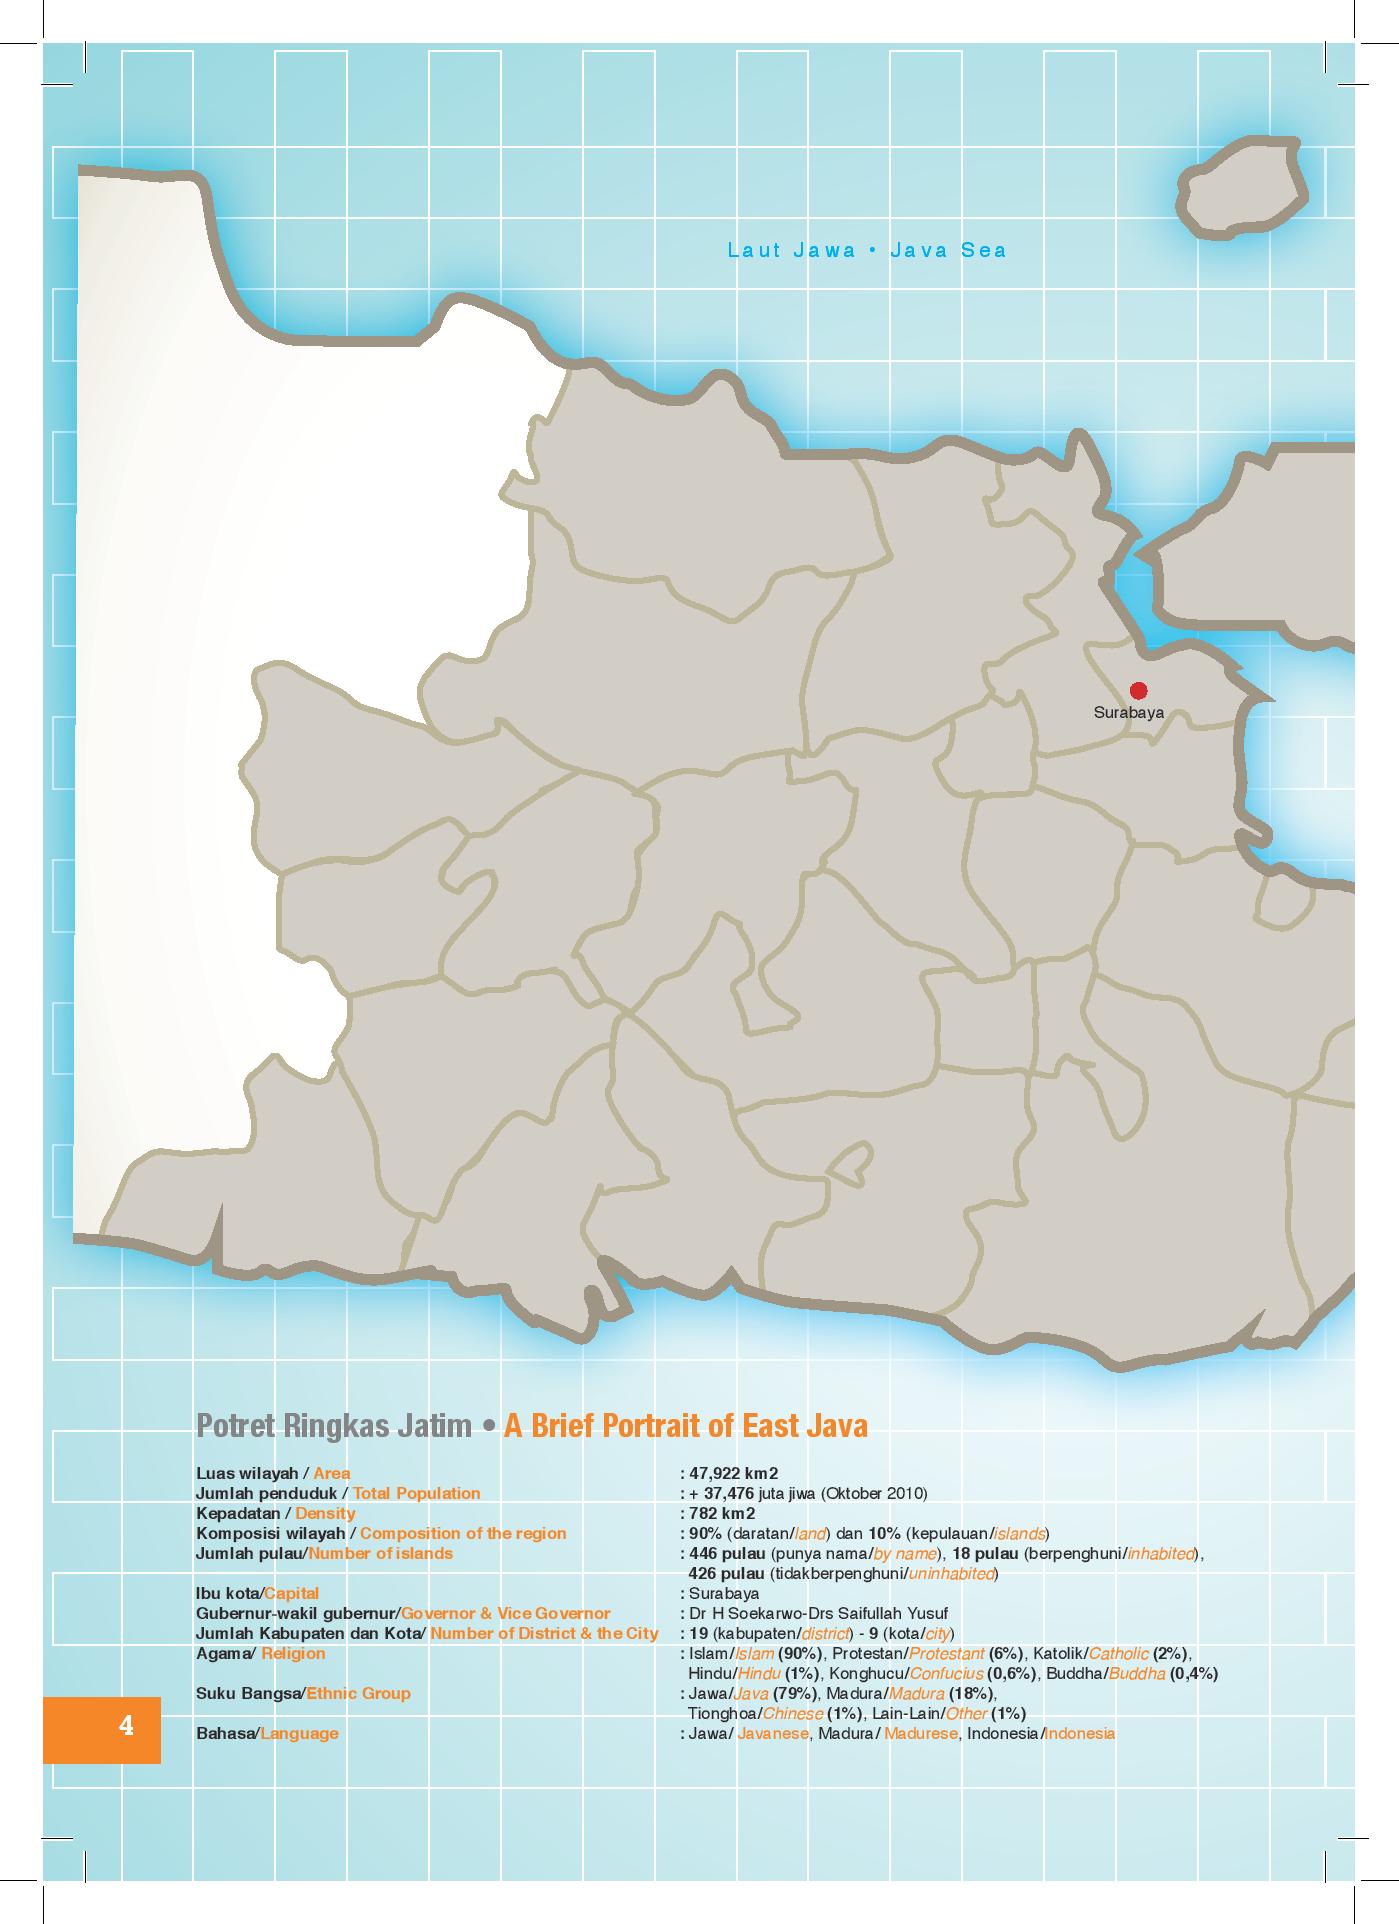 Laut Jawa • Java Sea
Surabaya
Potret Ringkas Jatim • A Brief Portrait of East Java
Luas wilayah / Area : 47,922 km2
Jumlah penduduk / Total Population : + 37,476 juta jiwa (Oktober 2010)
Kepadatan / Density : 782 km2
Komposisi wilayah / Composition of the region : 90% (daratan/land) dan 10% (kepulauan/islands)
Jumlah pulau/Number of islands : 446 pulau (punya nama/by name), 18 pulau (berpenghuni/inhabited),
426 pulau (tidakberpenghuni/uninhabited)
Ibu kota/Capital : Surabaya
Gubernur-wakil gubernur/Governor & Vice Governor : Dr H Soekarwo-Drs Saifullah Yusuf
Jumlah Kabupaten dan Kota/ Number of District & the City : 19 (kabupaten/district) - 9 (kota/city)
Agama/ Religion : Islam/Islam (90%), Protestan/Protestant (6%), Katolik/Catholic (2%),
Hindu/Hindu (1%), Konghucu/Confucius (0,6%), Buddha/Buddha (0,4%)
Suku Bangsa/Ethnic Group : Jawa/Java (79%), Madura/Madura (18%),
Tionghoa/Chinese (1%), Lain-Lain/Other (1%)
Bahasa/Language : Jawa/ Javanese, Madura/ Madurese, Indonesia/Indonesia
4